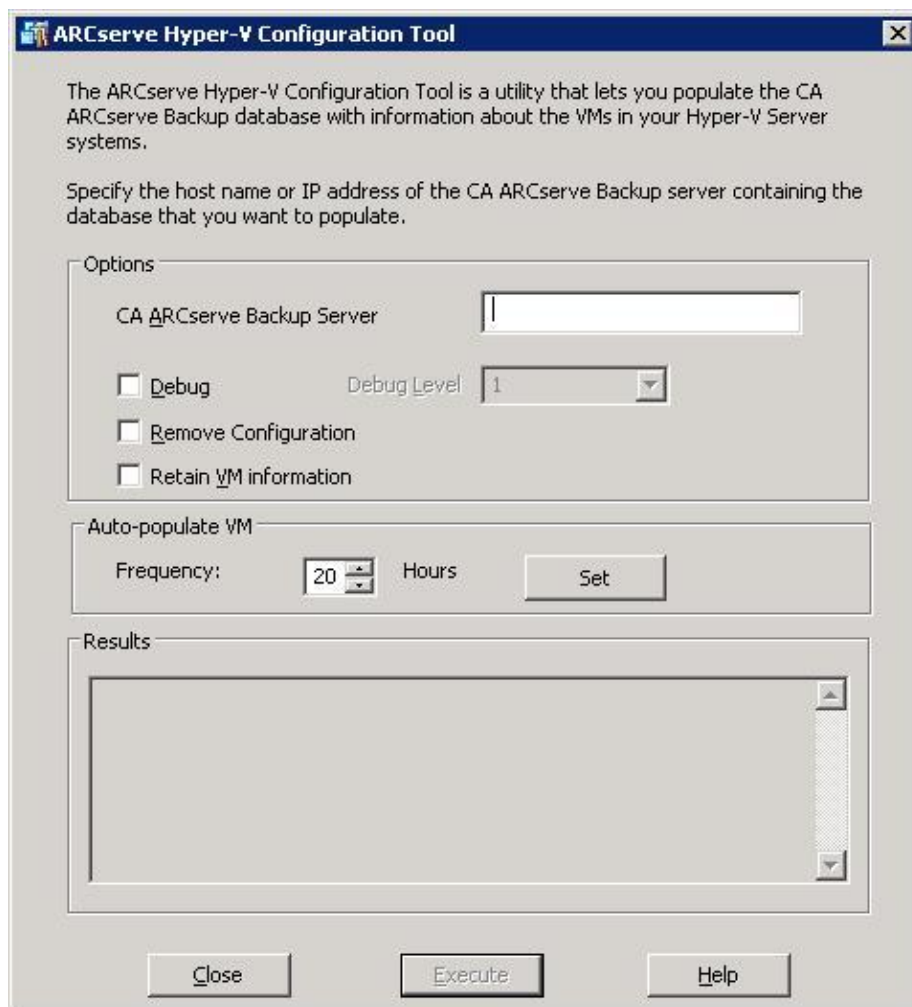 ARCserve Hyper-V Configuration Tool
The ARCserve Hyper-V Configuration Tool is a utility that lets you populate the CA
ARCserve Backup database with information about the VMs in your Hyper-V Server
systems.
Specify the host name or IP address of the CA ARCserve Backup server containing the
database that you want to populate.
Options
CA ARCserve Backup Server
Debug Debug Level 1
Remove Configuration
Retain VM information
Auto-populate VM
Frequency: 20 Hours Set
Results
Close Execute Help